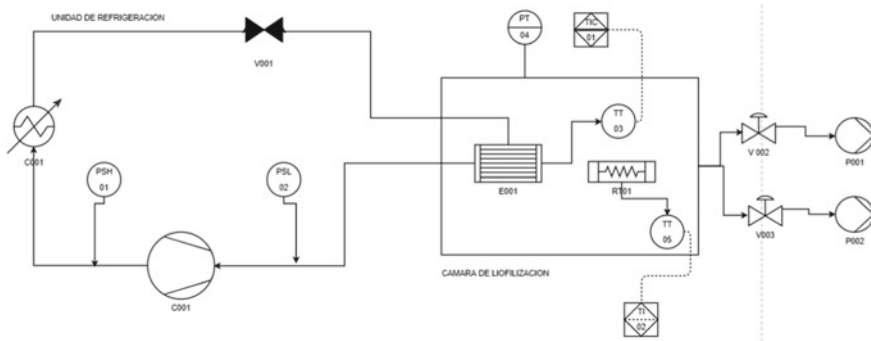 UNIDAD DE REFRIGERACION
V001
PT
04
TIC
01
C001
PSH
01
PSL
02
TT
03
E001
RT01
TT
05
V 002
P001
V003
P002
C001
CAMARA DE LIOFILIZACION
TI
02